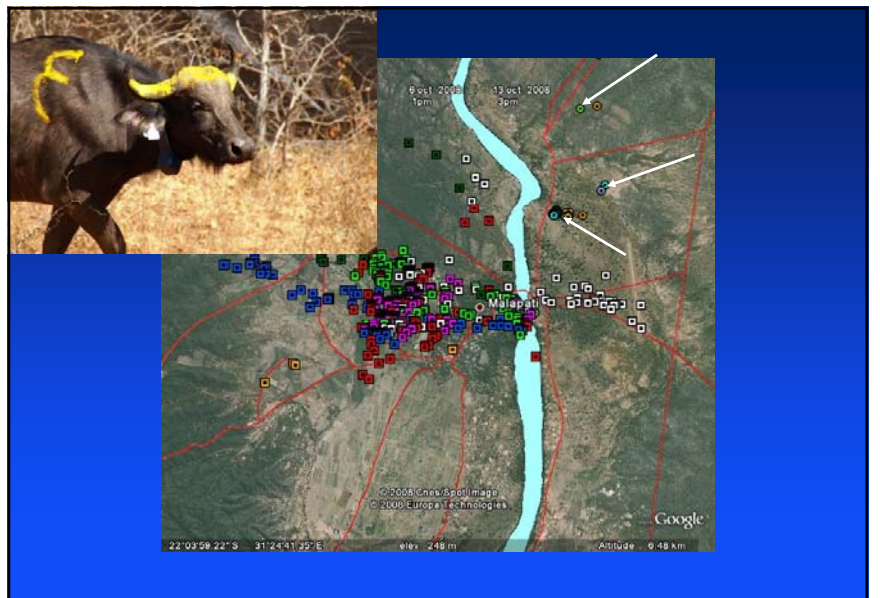 6 oct. 2008 13 oct. 2008
1pm 3pm
Malapati
© 2008 Cnes/Spot Image
© 2008 Europa Technologies
Google
22°03'59.22" S 31°24'41.35" E elév. 248 m Altitude 6.48 km